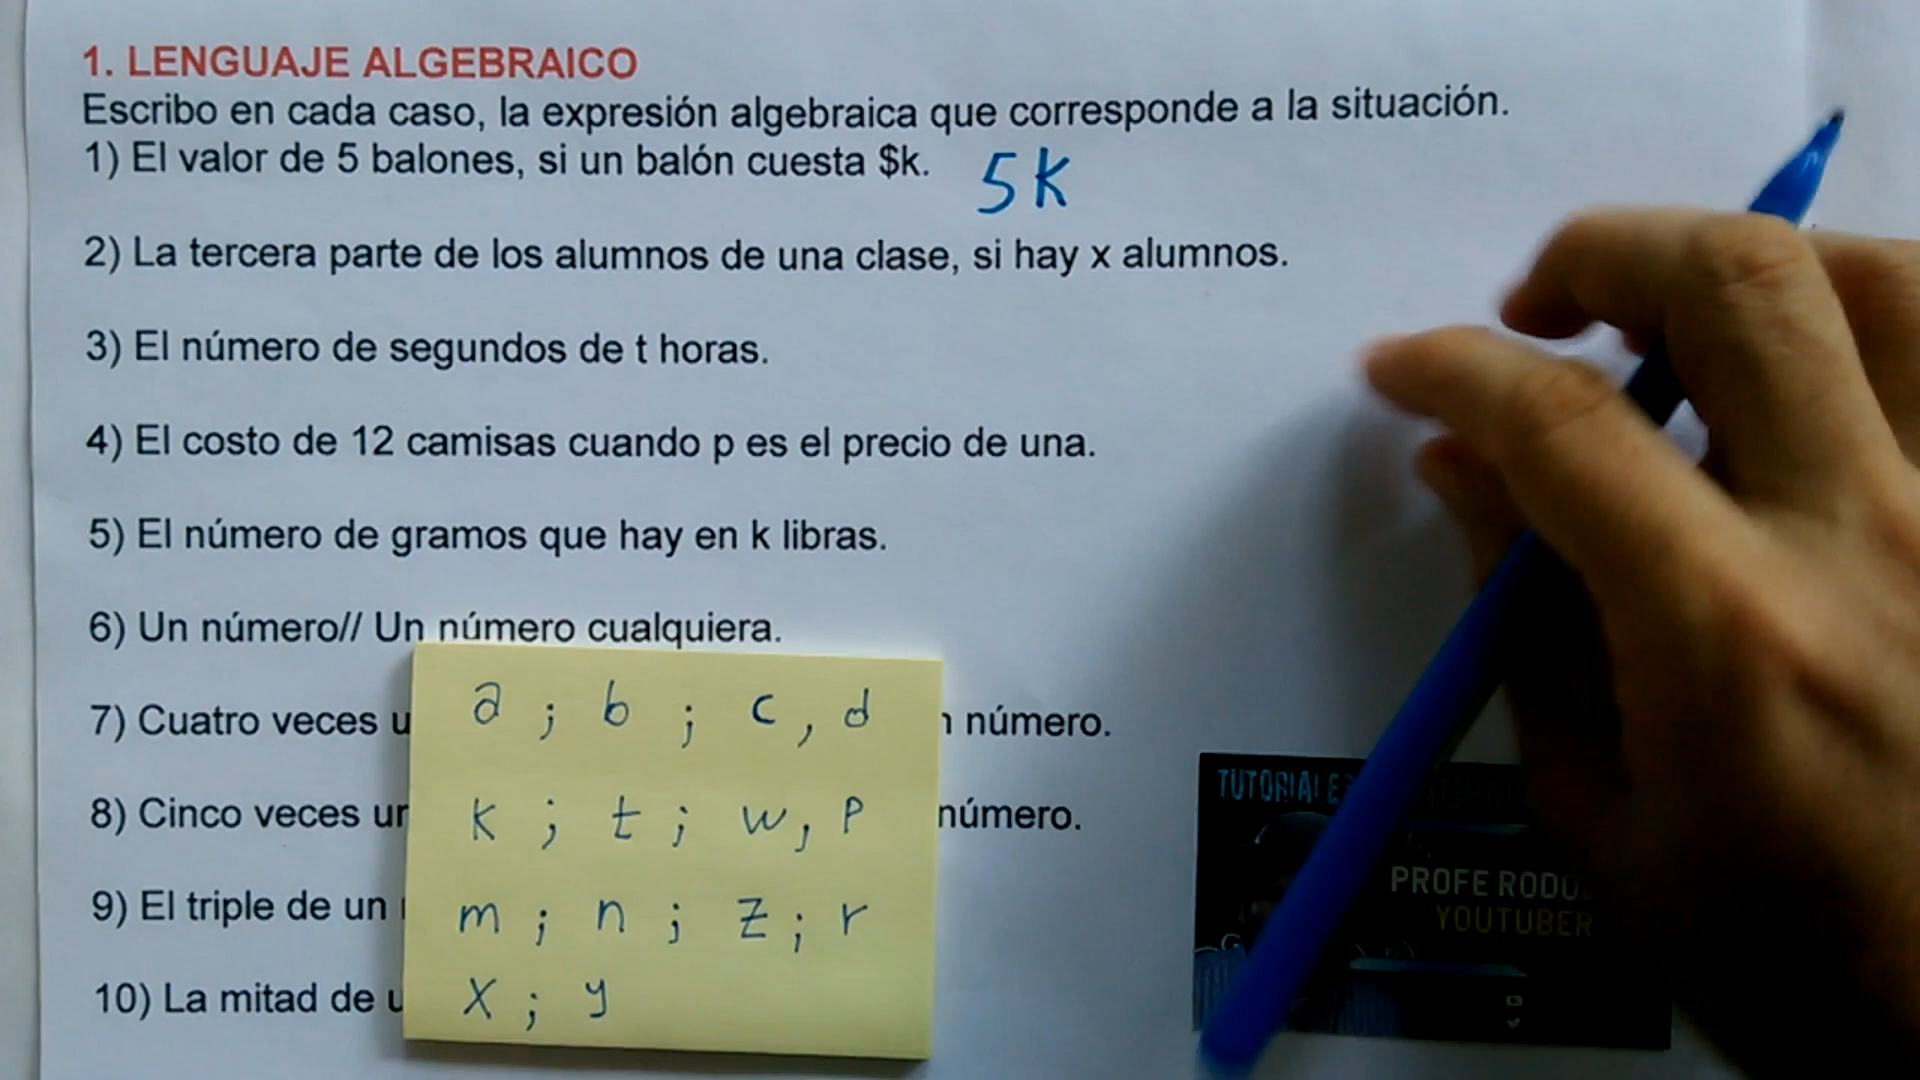 1. LENGUAJE ALGEBRAICO
Escribo en cada caso, la expresión algebraica que corresponde a la situación.
1) El valor de 5 balones, si un balón cuesta $k. 5K
2) La tercera parte de los alumnos de una clase, si hay x alumnos.
3) El número de segundos de t horas.
4) El costo de 12 camisas cuando p es el precio de una.
5) El número de gramos que hay en k libras.
6) Un número// Un número cualquiera.
7) Cuatro veces número.
8) Cinco veces número.
9) El triple de un
10) La mitad de
a ; b ; c , d
k ; t ; w , p
m ; n ; z ; r
x ; y
PROFE
YOUTUBER